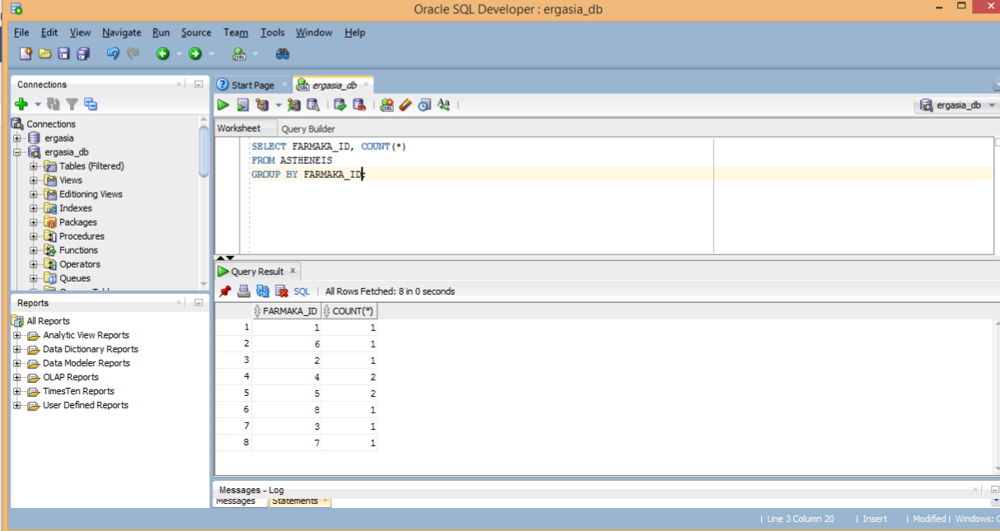 Oracle SQL Developer : ergasia_db
File Edit View Navigate Run Source Team Tools Window Help
Connections
Connections
ergasia
ergasia_db
Tables (Filtered)
Views
Editioning Views
Indexes
Packages
Procedures
Functions
Operators
Queues
Reports
All Reports
Analytic View Reports
Data Dictionary Reports
Data Modeler Reports
OLAP Reports
TimesTen Reports
User Defined Reports
Start Page ergasia_db
ergasia_db
Worksheet Query Builder
SELECT FARMAKA_ID, COUNT(*)
FROM ASTHENEIS
GROUP BY FARMAKA_ID;
Query Result
SQL | All Rows Fetched: 8 in 0 seconds
FARMAKA_ID COUNT(*)
1 1 1
2 6 1
3 2 1
4 4 2
5 5 2
6 8 1
7 3 1
8 7 1
Messages - Log
Messages Statements
| Line 3 Column 20 | Insert | Modified | Windows: